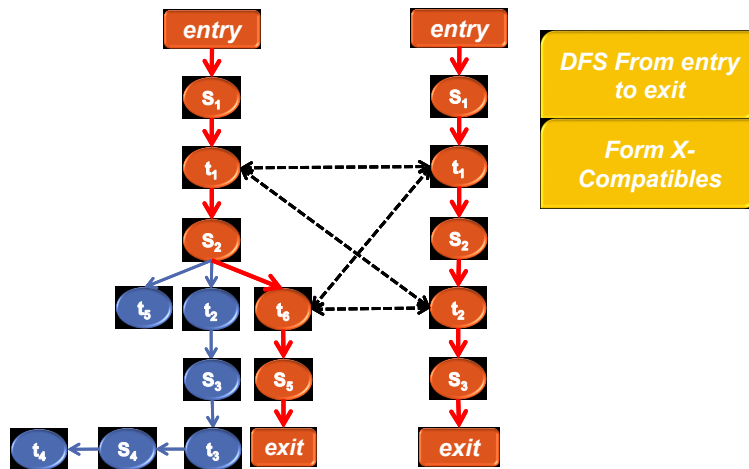 entry
entry
DFS From entry
to exit
S1
S1
t1
t1
Form X-
Compatibles
S2
S2
t5
t2
t6
t2
S3
S5
S3
t4
S4
t3
exit
exit